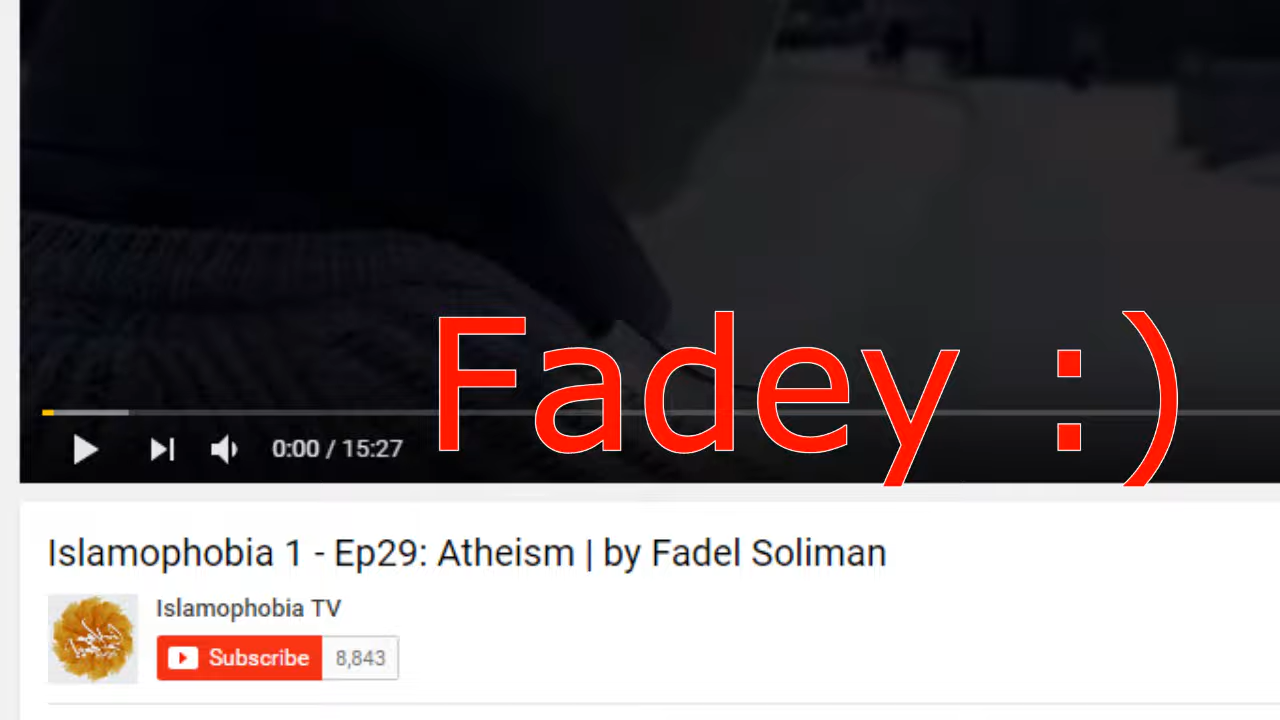 Fadey :)
0:00 / 15:27
Islamophobia 1 - Ep29: Atheism | by Fadel Soliman
Islamophobia TV
Subscribe 8,843